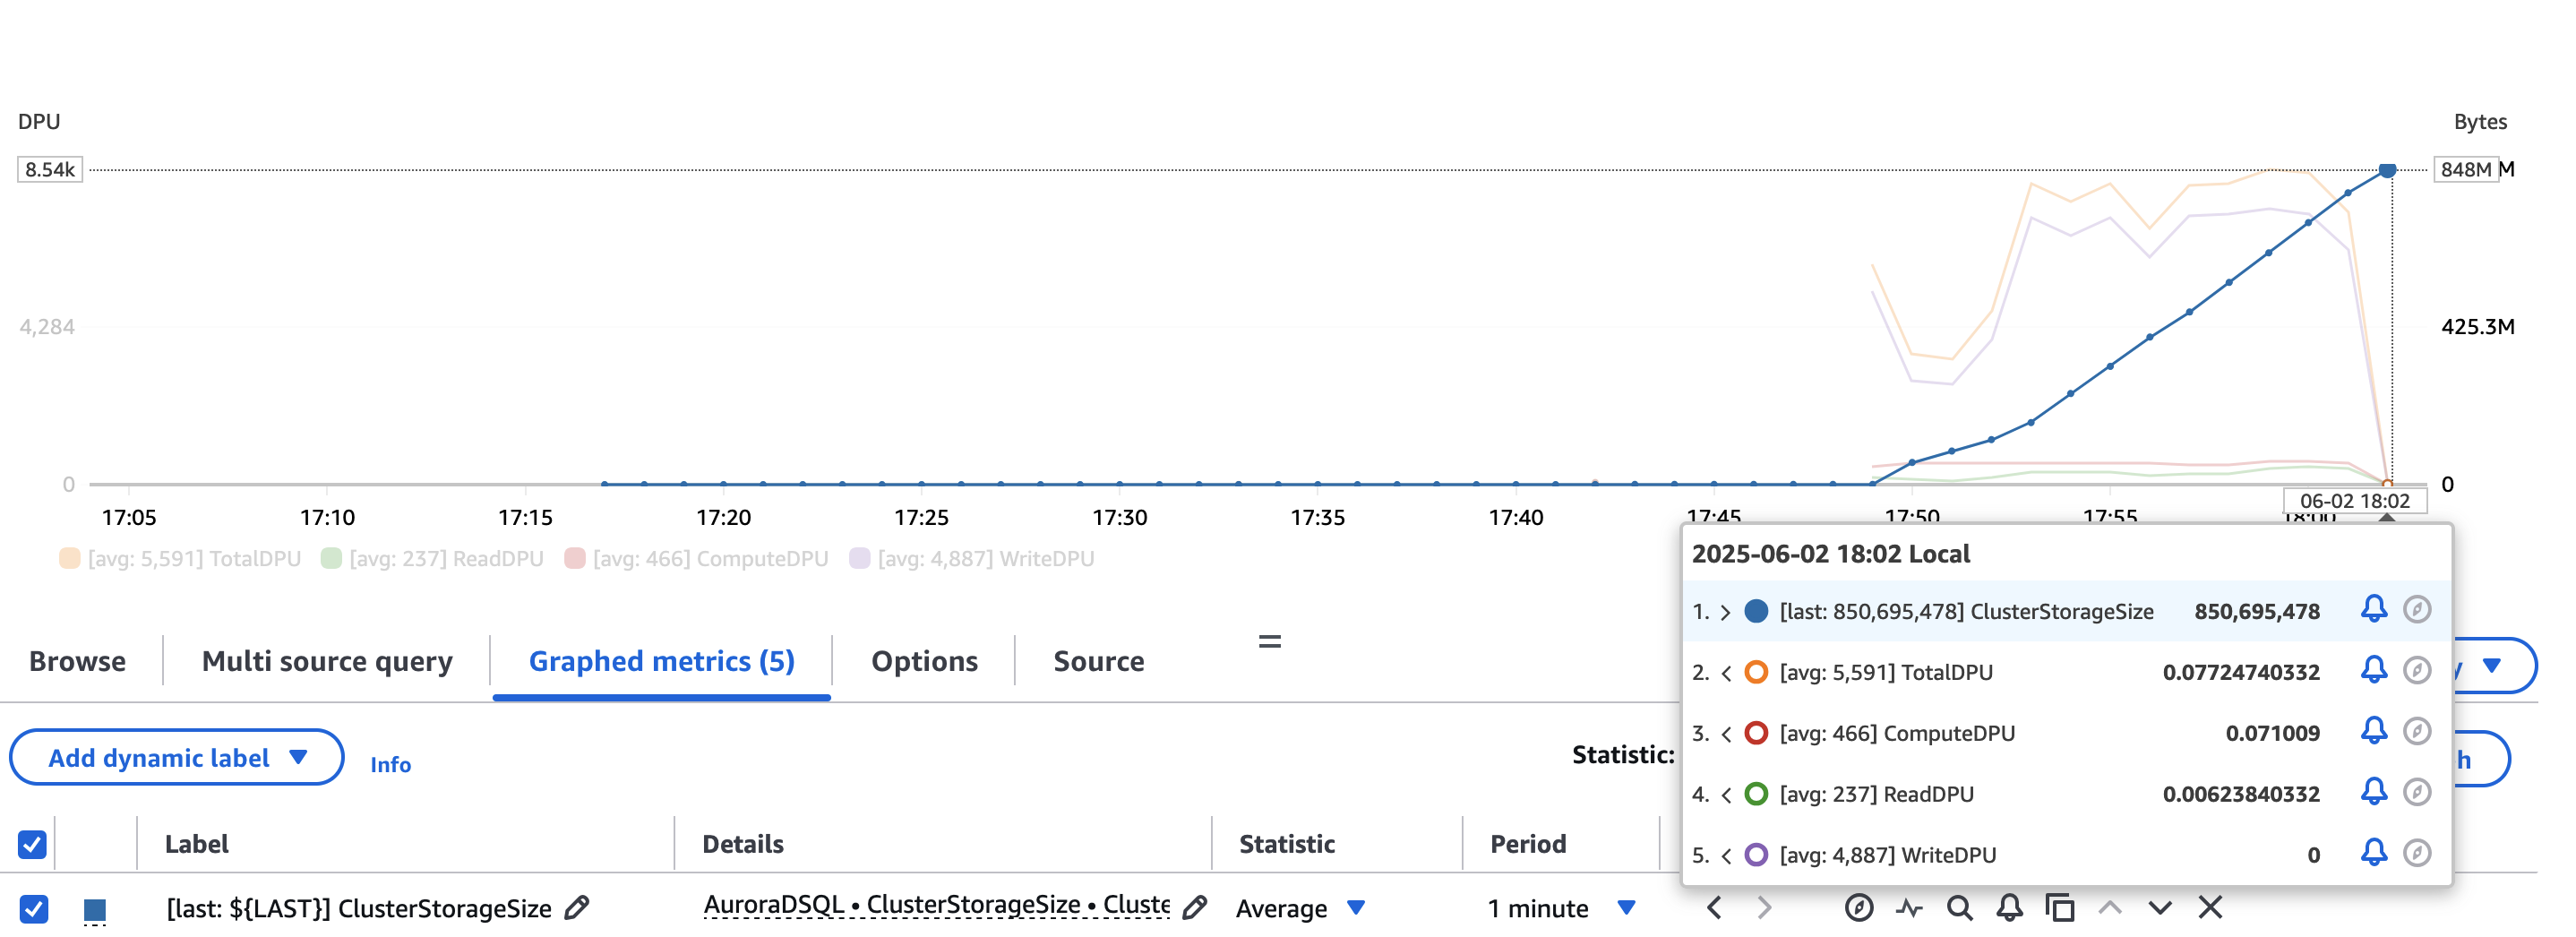 DPU
Bytes
8.54k
848M M
4,284
425.3M
0
0
06-02 18:02
17:05 17:10 17:15 17:20 17:25 17:30 17:35 17:40 17:45 17:50 17:55 18:00
[avg: 5,591] TotalDPU [avg: 237] ReadDPU [avg: 466] ComputeDPU [avg: 4,887] WriteDPU
2025-06-02 18:02 Local
1. > [last: 850,695,478] ClusterStorageSize 850,695,478
2. < [avg: 5,591] TotalDPU 0.07724740332
3. < [avg: 466] ComputeDPU 0.071009
4. < [avg: 237] ReadDPU 0.00623840332
5. < [avg: 4,887] WriteDPU 0
Browse Multi source query Graphed metrics (5) Options Source
y
Add dynamic label Info Statistic:
h
Label Details Statistic Period
[last: ${LAST}] ClusterStorageSize AuroraDSQL • ClusterStorageSize • Cluste Average 1 minute